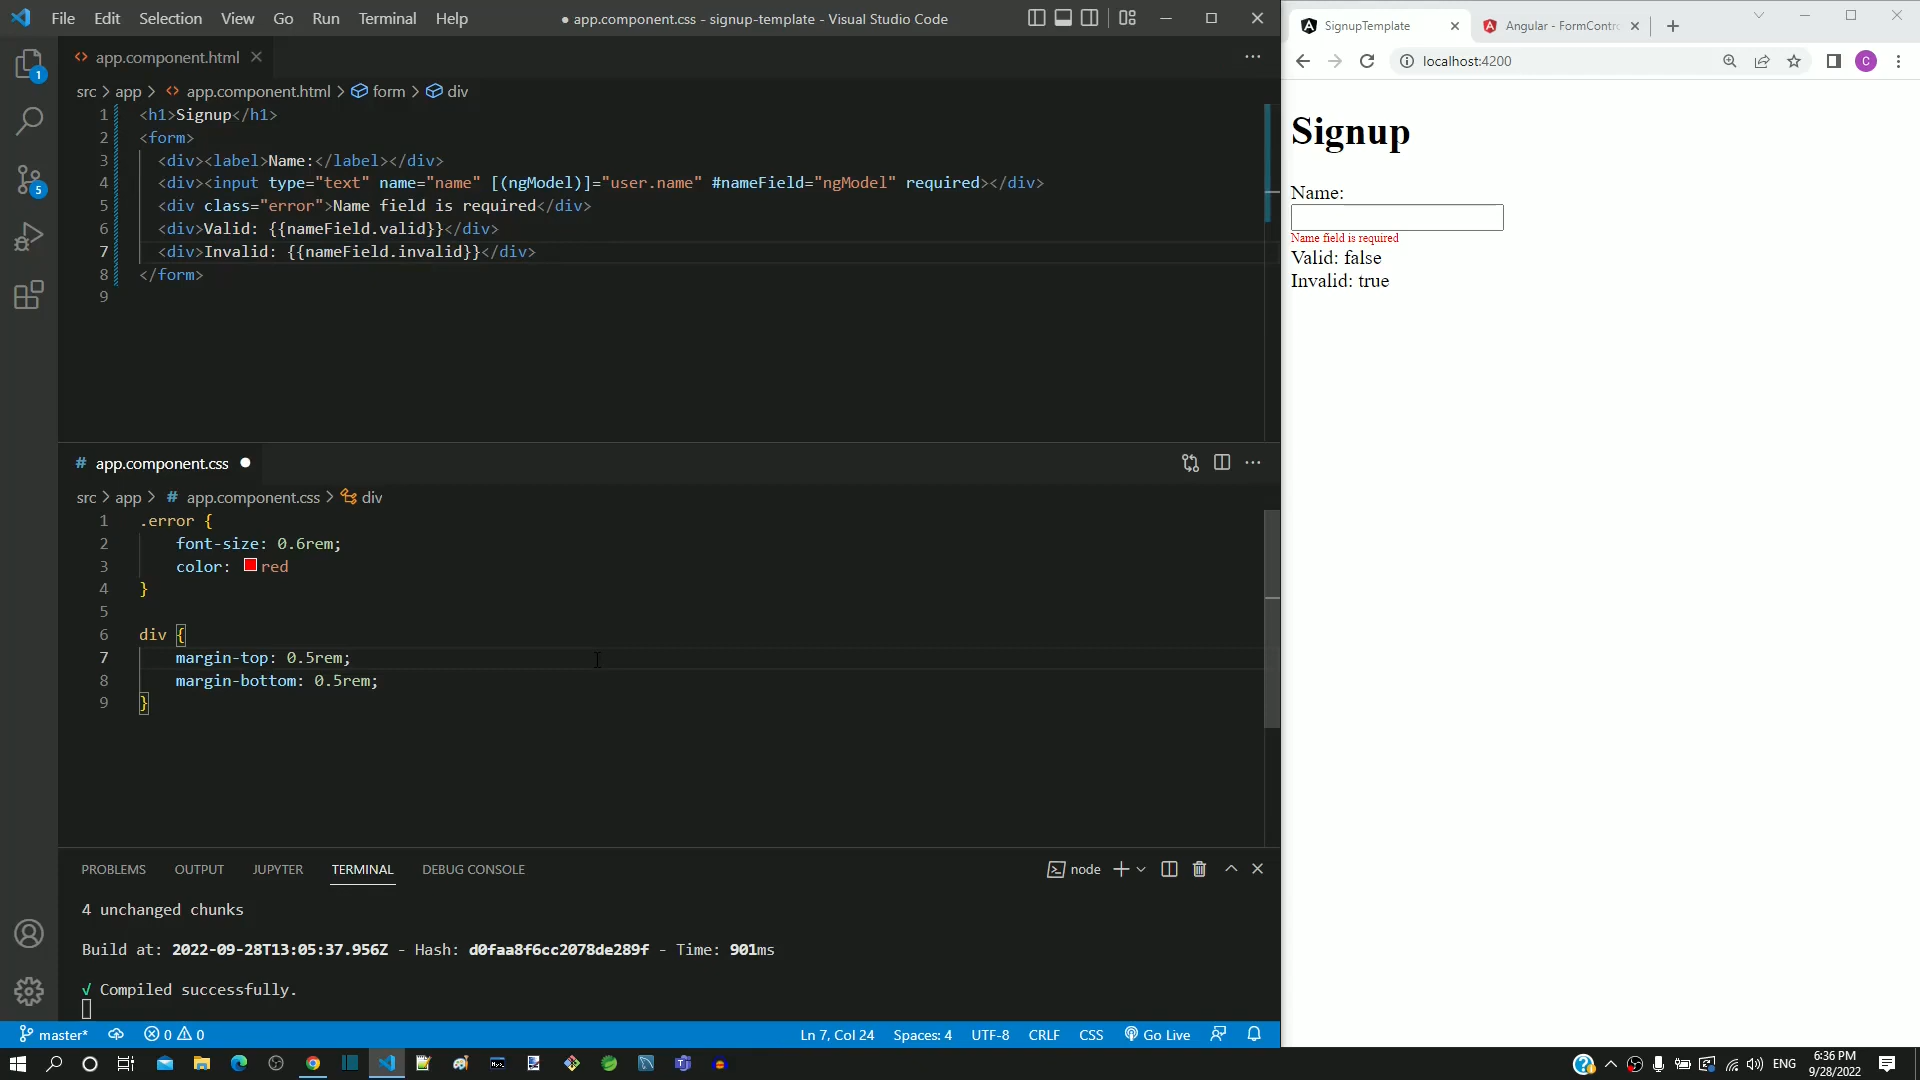 File Edit Selection View Go Run Terminal Help
● app.component.css - signup-template - Visual Studio Code
app.component.html
src > app > app.component.html > form > div
1 <h1>Signup</h1>
2 <form>
3 <div><label>Name:</label></div>
4 <div><input type="text" name="name" [(ngModel)]="user.name" #nameField="ngModel" required></div>
5 <div class="error">Name field is required</div>
6 <div>Valid: {{nameField.valid}}</div>
7 <div>Invalid: {{nameField.invalid}}</div>
8 </form>
9
# app.component.css ●
src > app > # app.component.css > div
1 .error {
2 font-size: 0.6rem;
3 color: red
4 }
5
6 div {
7 margin-top: 0.5rem;
8 margin-bottom: 0.5rem;
9 }
PROBLEMS OUTPUT JUPYTER TERMINAL DEBUG CONSOLE
node
4 unchanged chunks
Build at: 2022-09-28T13:05:37.956Z - Hash: d0faa8f6cc2078de289f - Time: 901ms
√ Compiled successfully.
1
5
master* 0 0
Ln 7, Col 24 Spaces: 4 UTF-8 CRLF CSS Go Live
SignupTemplate
Angular - FormContro
localhost:4200
C
Signup
Name:
Name field is required
Valid: false
Invalid: true
ENG
6:36 PM
9/28/2022